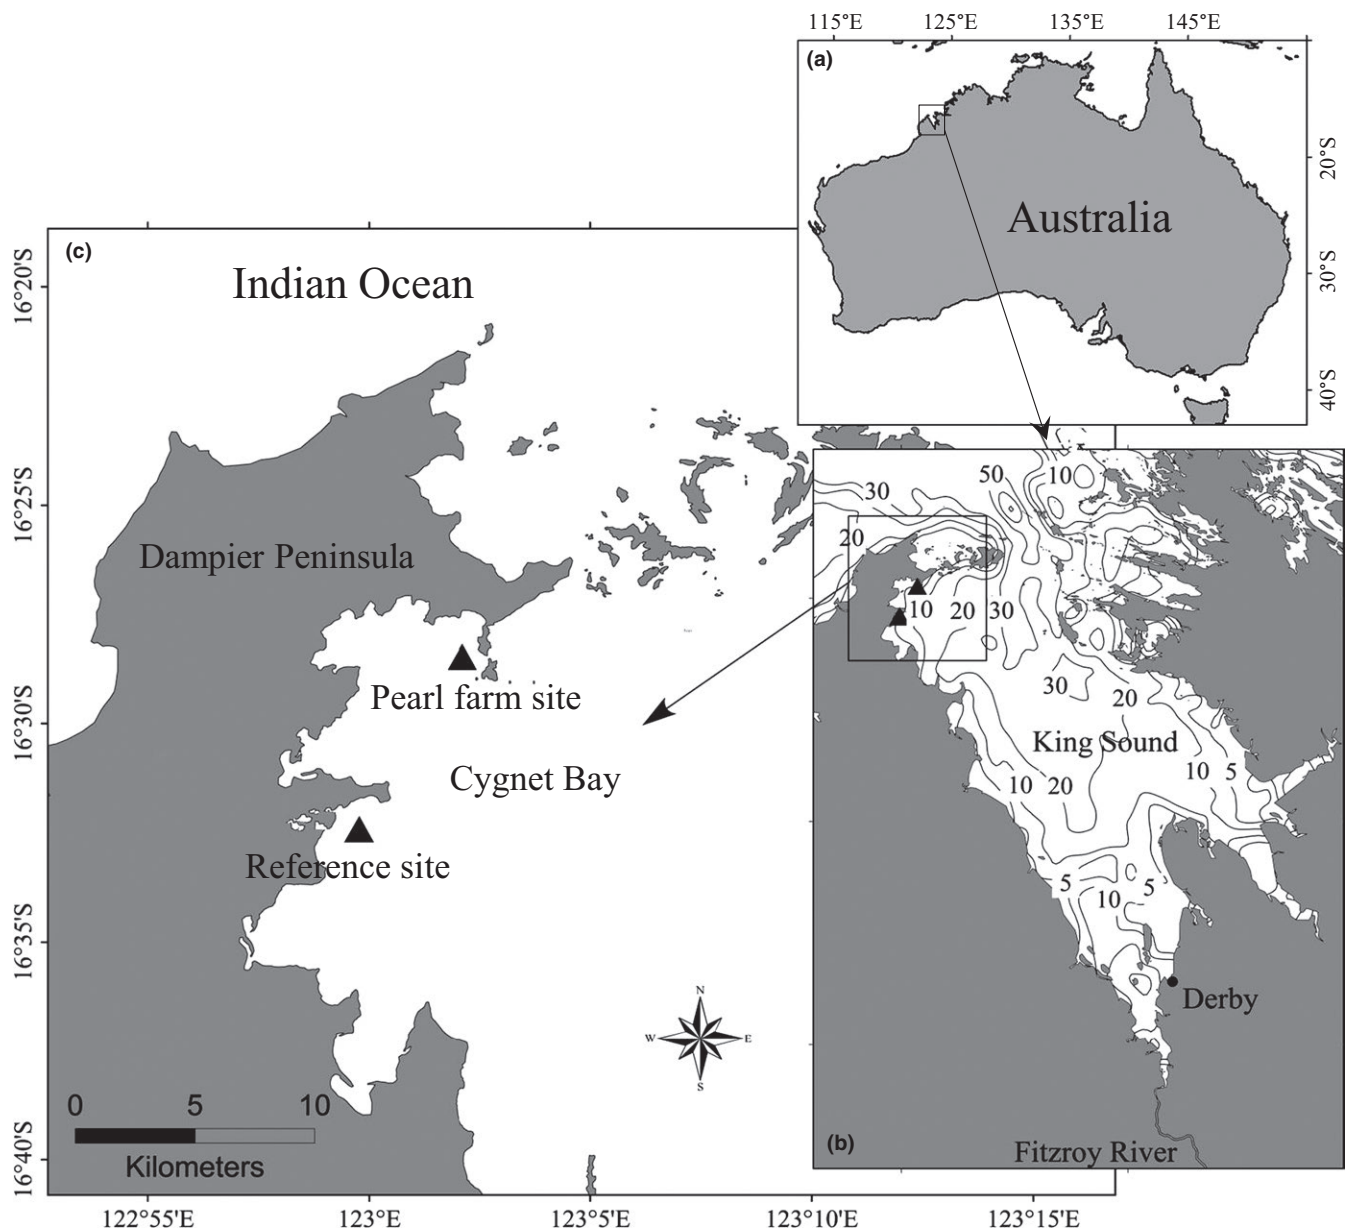 115°E 125°E 135°E 145°E
(a)
Australia
20°S
30°S
40°S
(c)
Indian Ocean
Dampier Peninsula
Pearl farm site
Cygnet Bay
Reference site
16°20'S
16°25'S
16°30'S
16°35'S
16°40'S
N
W E
S
0 5 10
Kilometers
122°55'E 123°E 123°5'E 123°10'E 123°15'E
50 10
30
20
10 20 30
30 20
King Sound
10 20 10 5
5 10 5
Derby
(b)
Fitzroy River